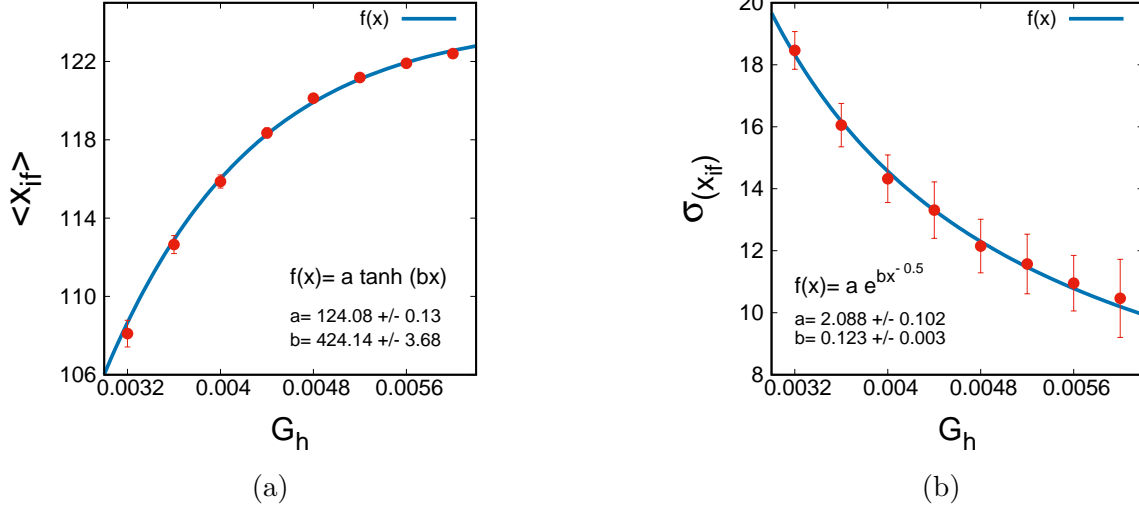 f(x)
122
118
114
110
106
<x_if>
f(x)= a tanh (bx)
a= 124.08 +/- 0.13
b= 424.14 +/- 3.68
0.0032 0.004 0.0048 0.0056
G_h
(a)
f(x)
20
18
16
14
12
10
8
σ_(x_if)
f(x)= a e^bx^- 0.5
a= 2.088 +/- 0.102
b= 0.123 +/- 0.003
0.0032 0.004 0.0048 0.0056
G_h
(b)